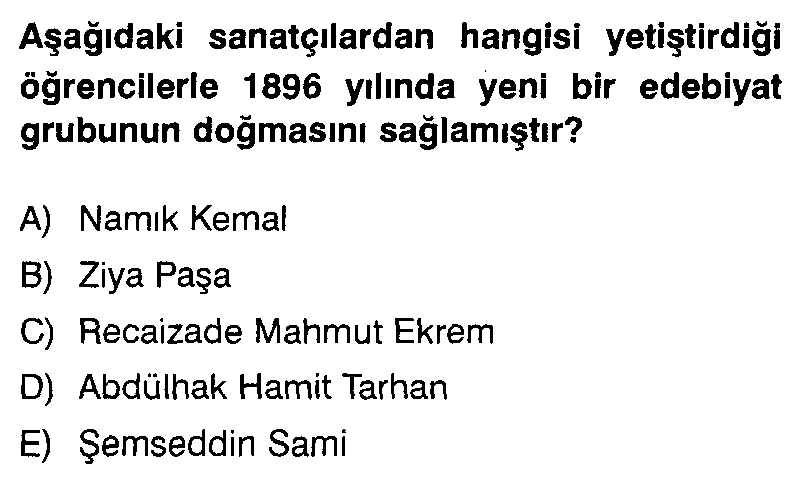 Aşağıdaki sanatçılardan hangisi yetiştirdiği
öğrencilerle 1896 yılında yeni bir edebiyat
grubunun doğmasını sağlamıştır?
A) Namık Kemal
B) Ziya Paşa
C) Recaizade Mahmut Ekrem
D) Abdülhak Hamit Tarhan
E) Şemseddin Sami